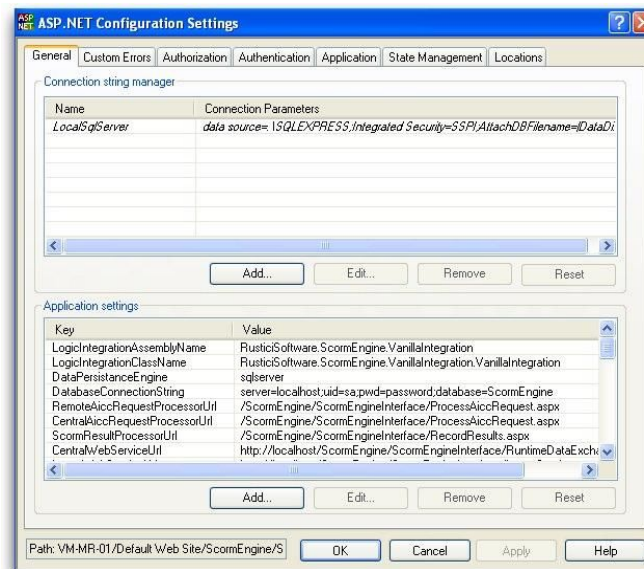 ASP.NET Configuration Settings
General Custom Errors Authorization Authentication Application State Management Locations
Connection string manager
Name Connection Parameters
LocalSqlServer data source=.\SQLEXPRESS;Integrated Security=SSPI;AttachDBFilename=|DataDi
Add... Edit... Remove Reset
Application settings
Key Value
LogicIntegrationAssemblyName RusticiSoftware.ScormEngine.VanillaIntegration
LogicIntegrationClassName RusticiSoftware.ScormEngine.VanillaIntegration.VanillaIntegration
DataPersistanceEngine sqlserver
DatabaseConnectionString server=localhost;uid=sa;pwd=password;database=ScormEngine
RemoteAiccRequestProcessorUrl /ScormEngine/ScormEngineInterface/ProcessAiccRequest.aspx
CentralAiccRequestProcessorUrl /ScormEngine/ScormEngineInterface/ProcessAiccRequest.aspx
ScormResultProcessorUrl /ScormEngine/ScormEngineInterface/RecordResults.aspx
CentralWebServiceUrl http://localhost/ScormEngine/ScormEngineInterface/RuntimeDataExcha
Add... Edit... Remove Reset
Path: VM-MR-01/Default Web Site/ScormEngine/S OK Cancel Apply Help